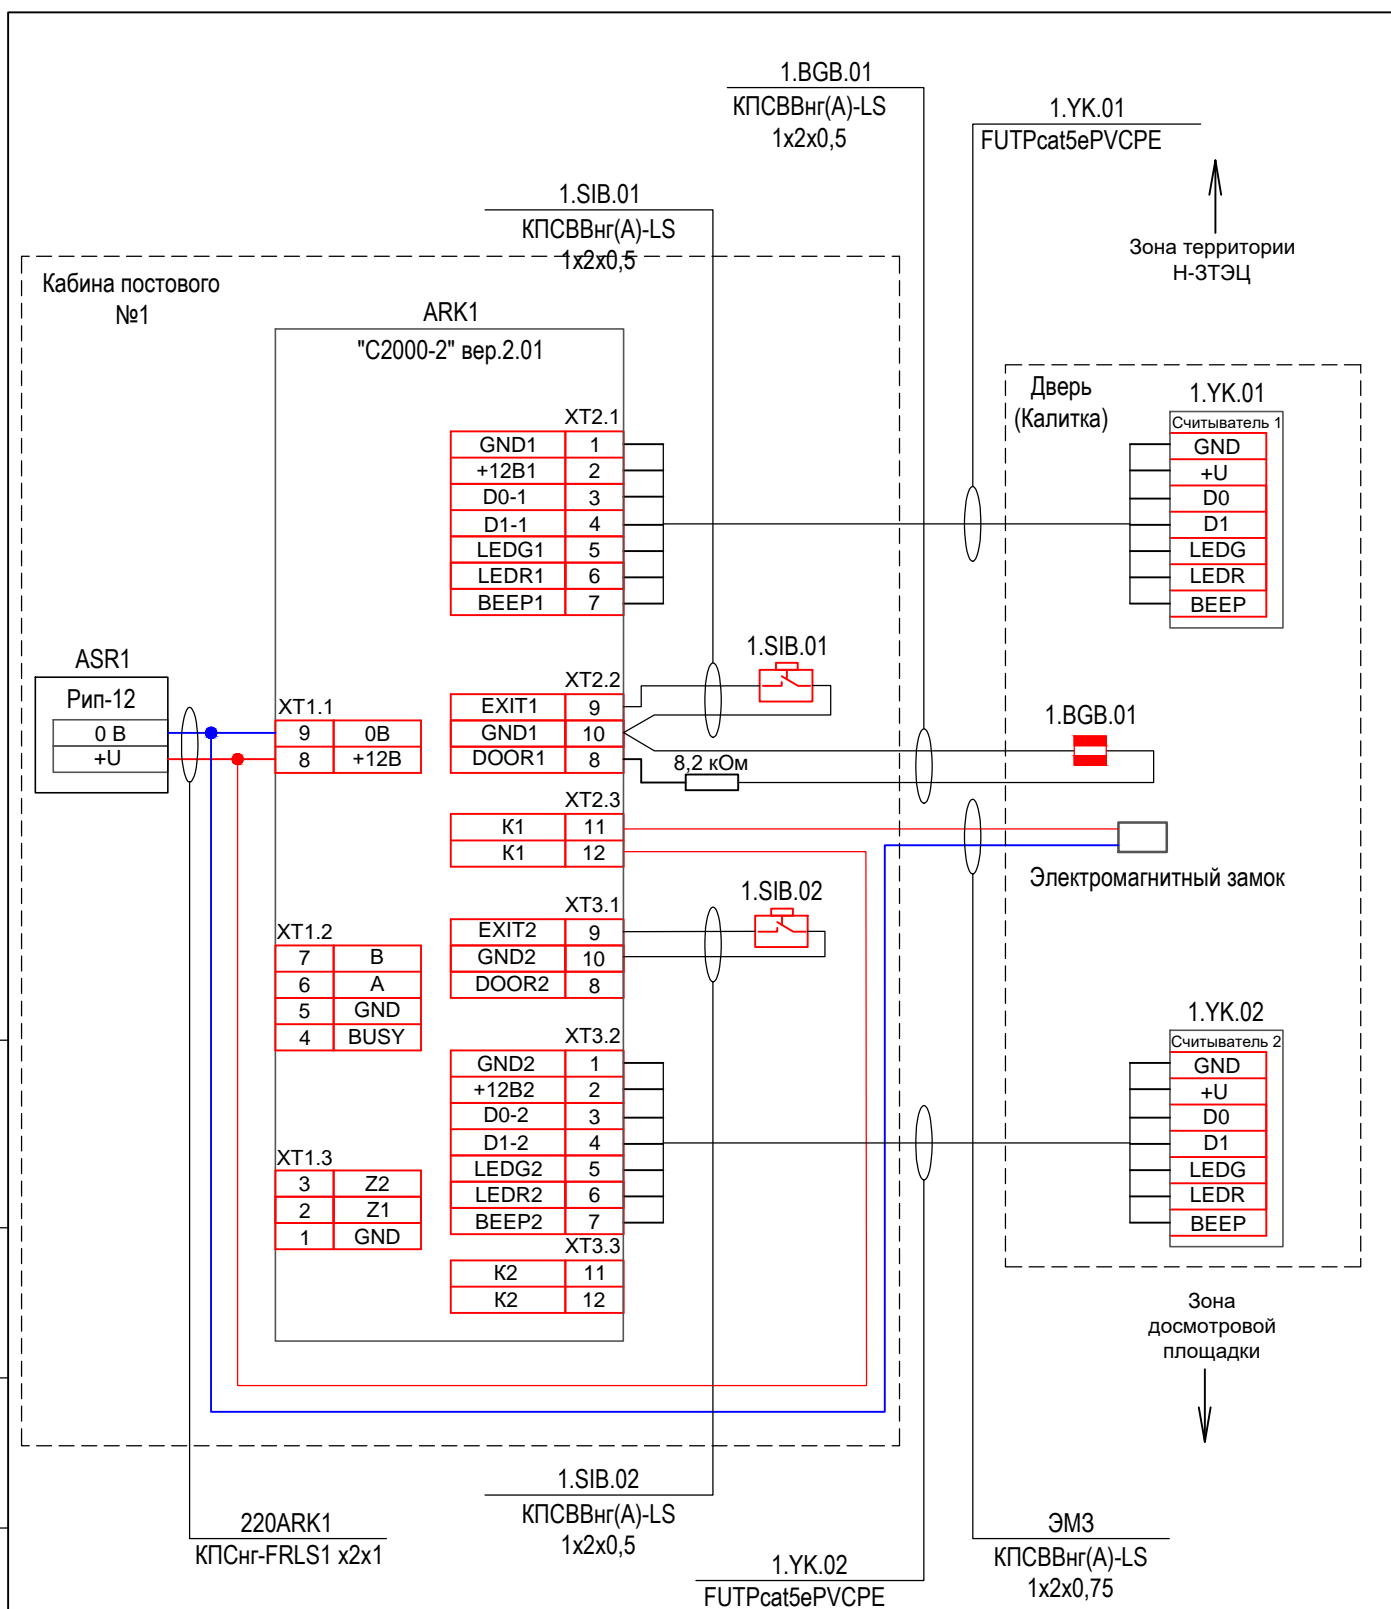 1.BGB.01
КПСВВнг(А)-LS
1x2x0,5
1.YK.01
FUTPcat5ePVCPE
1.SIB.01
КПСВВнг(А)-LS
1x2x0,5
Зона территории
Н-ЗТЭЦ
Кабина постового
№1
ARK1
"С2000-2" вер.2.01
Дверь
(Калитка)
1.YK.01
Считыватель 1
GND
+U
D0
D1
LEDG
LEDR
BEEP
XT2.1
GND1 1
+12В1 2
D0-1 3
D1-1 4
LEDG1 5
LEDR1 6
BEEP1 7
ASR1
Рип-12
0 В
+U
XT1.1
9 0В
8 +12В
XT2.2
EXIT1 9
GND1 10
DOOR1 8
1.SIB.01
8,2 кОм
1.BGB.01
XT2.3
К1 11
К1 12
Электромагнитный замок
XT3.1
EXIT2 9
GND2 10
DOOR2 8
1.SIB.02
XT1.2
7 B
6 A
5 GND
4 BUSY
XT3.2
GND2 1
+12В2 2
D0-2 3
D1-2 4
LEDG2 5
LEDR2 6
BEEP2 7
XT1.3
3 Z2
2 Z1
1 GND
XT3.3
К2 11
К2 12
1.YK.02
Считыватель 2
GND
+U
D0
D1
LEDG
LEDR
BEEP
Зона
досмотровой
площадки
220ARK1
КПСнг-FRLS1 x2x1
1.SIB.02
КПСВВнг(А)-LS
1x2x0,5
1.YK.02
FUTPcat5ePVCPE
ЭМЗ
КПСВВнг(А)-LS
1x2x0,75